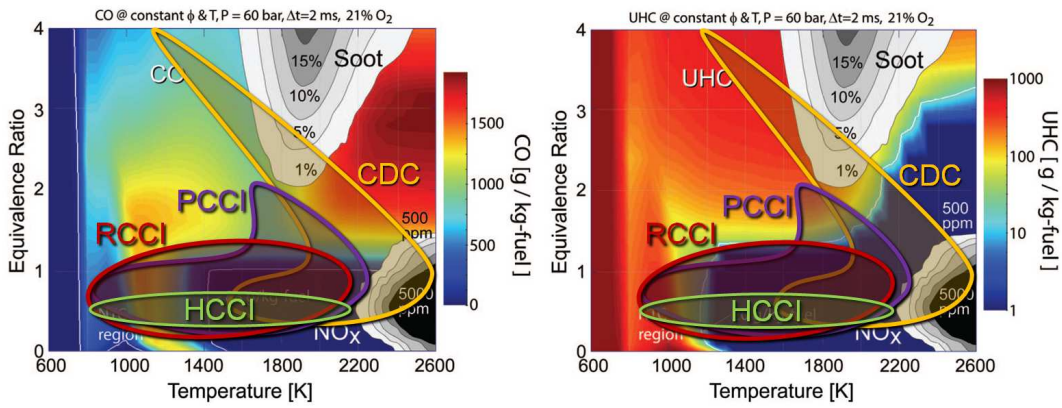 CO @ constant ϕ & T, P = 60 bar, Δt=2 ms, 21% O2
4
3
2
1
0
Equivalence Ratio
600
1000
1400
1800
2200
2600
Temperature [K]
CO
Soot
15%
10%
5%
1%
CDC
PCCI
RCCI
HCCI
500
ppm
5000
ppm
NOx
region
1500
1000
500
0
CO [g / kg-fuel ]
UHC @ constant ϕ & T, P = 60 bar, Δt=2 ms, 21% O2
4
3
2
1
0
Equivalence Ratio
600
1000
1400
1800
2200
2600
Temperature [K]
UHC
Soot
15%
10%
5%
1%
CDC
PCCI
RCCI
HCCI
500
ppm
5000
ppm
NOx
region
1000
100
10
1
UHC [ g / kg-fuel ]